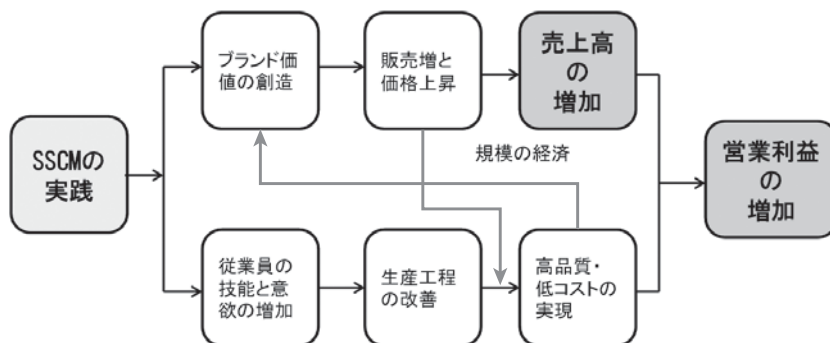 ブランド価
値の創造
販売増と
価格上昇
売上高
の
増加
規模の経済
SSCMの
実践
営業利益
の
増加
従業員の
技能と意
欲の増加
生産工程
の改善
高品質・
低コストの
実現